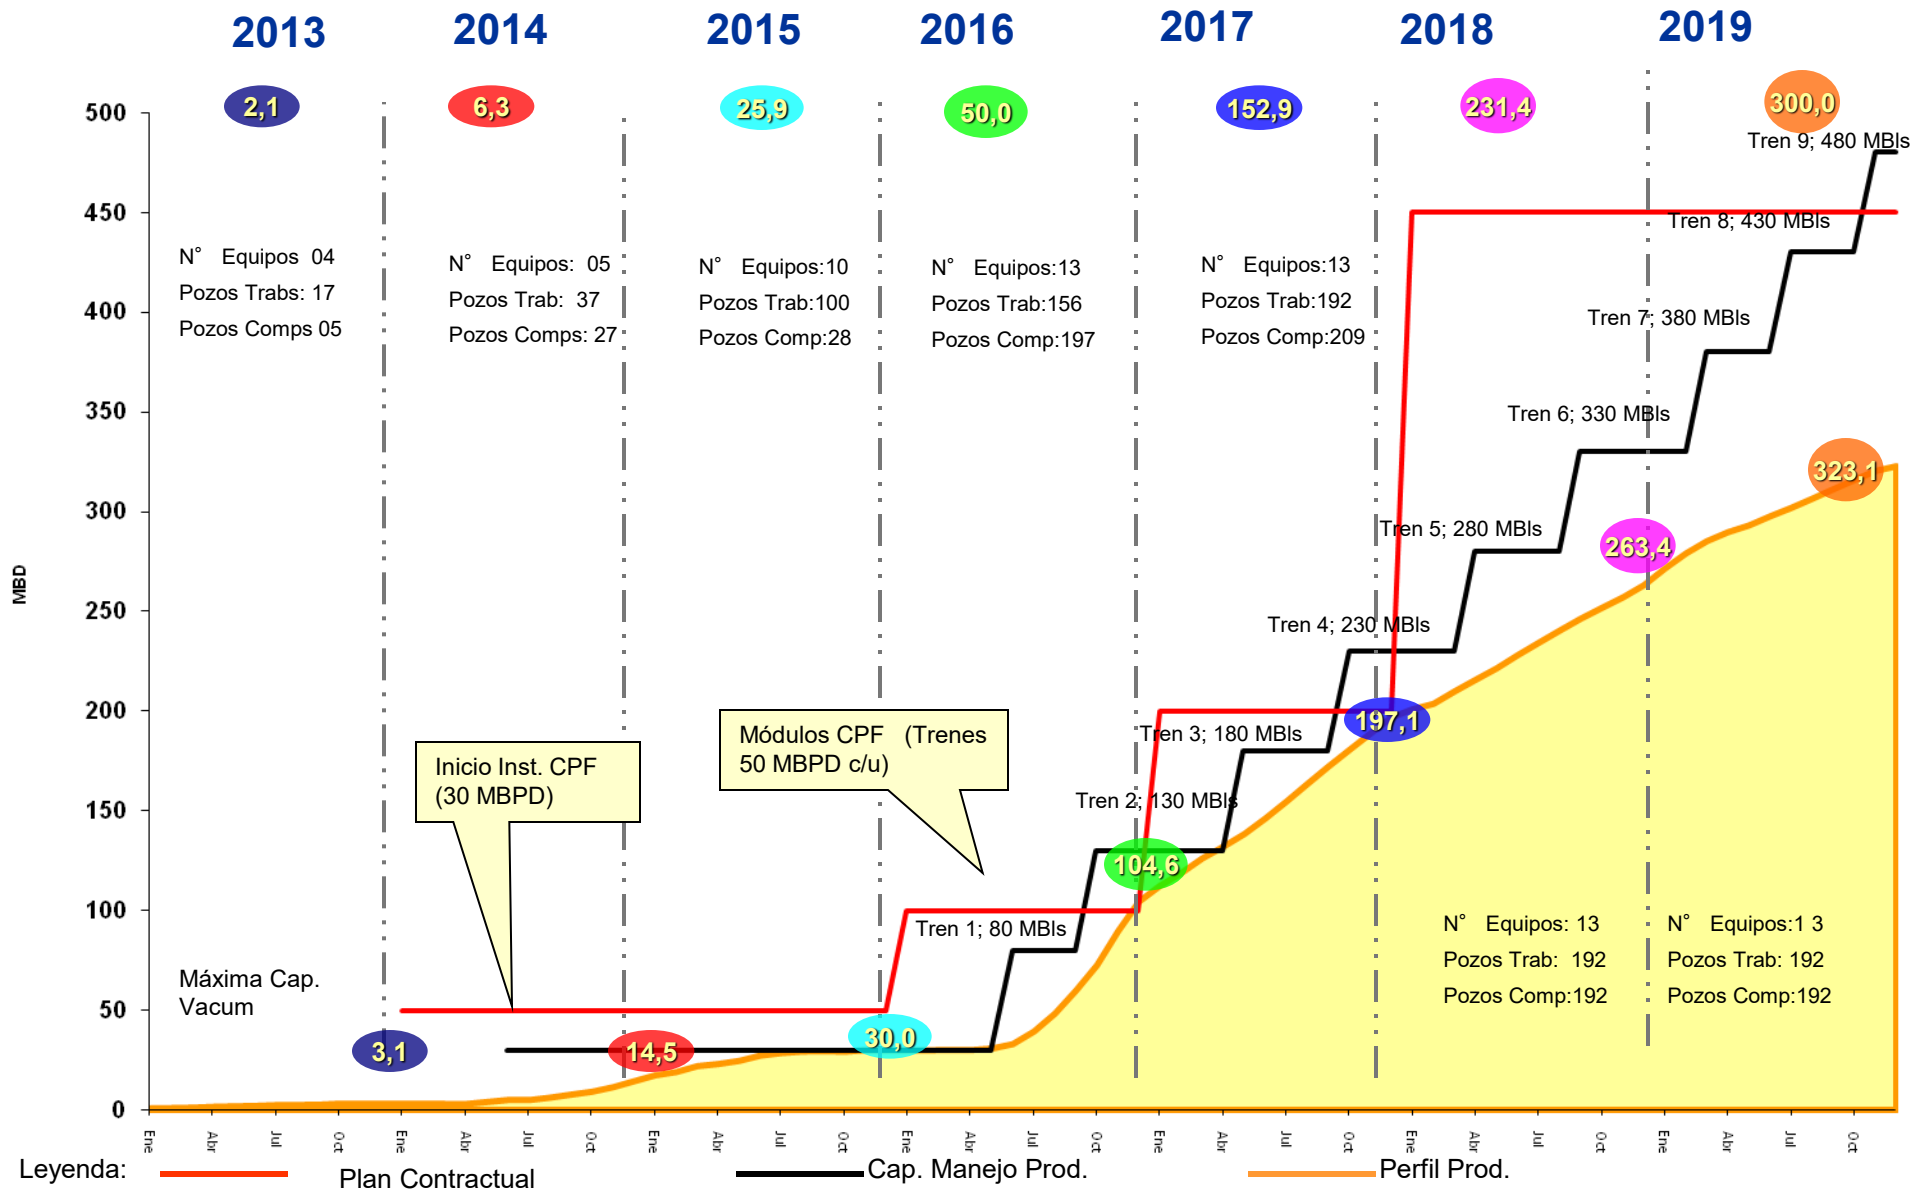 2013 2014 2015 2016 2017 2018 2019
2,1 6,3 25,9 50,0 152,9 231,4 300,0
500
450
400
350
300
250
200
150
100
50
0
MBD
N° Equipos 04
Pozos Trabs: 17
Pozos Comps 05
N° Equipos: 05
Pozos Trab: 37
Pozos Comps: 27
N° Equipos:10
Pozos Trab:100
Pozos Comp:28
N° Equipos:13
Pozos Trab:156
Pozos Comp:197
N° Equipos:13
Pozos Trab:192
Pozos Comp:209
Tren 9; 480 MBls
Tren 8; 430 MBls
Tren 7; 380 MBls
Tren 6; 330 MBls
Tren 5; 280 MBls
Tren 4; 230 MBls
Tren 3; 180 MBls
Tren 2; 130 MBls
Tren 1; 80 MBls
Inicio Inst. CPF
(30 MBPD)
Módulos CPF (Trenes
50 MBPD c/u)
Máxima Cap.
Vacum
3,1
14,5
30,0
104,6
197,1
263,4
323,1
N° Equipos: 13
Pozos Trab: 192
Pozos Comp:192
N° Equipos:1 3
Pozos Trab: 192
Pozos Comp:192
Ene Abr Jul Oct Ene Abr Jul Oct Ene Abr Jul Oct Ene Abr Jul Oct Ene Abr Jul Oct Ene Abr Jul Oct Ene Abr Jul Oct
Leyenda: Plan Contractual Cap. Manejo Prod. Perfil Prod.